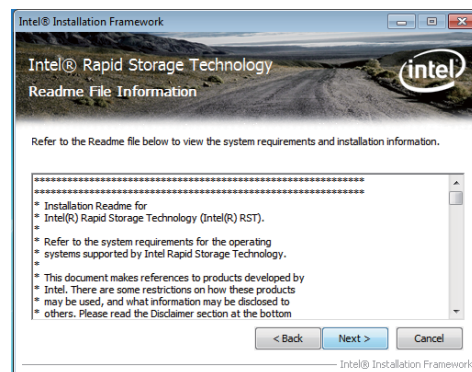 Intel® Installation Framework
Intel® Rapid Storage Technology
Readme File Information
intel
Refer to the Readme file below to view the system requirements and installation information.
************************************************************
************************************************************
* Installation Readme for
* Intel(R) Rapid Storage Technology (Intel(R) RST).
*
* Refer to the system requirements for the operating
* systems supported by Intel Rapid Storage Technology.
*
* This document makes references to products developed by
* Intel. There are some restrictions on how these products
* may be used, and what information may be disclosed to
* others. Please read the Disclaimer section at the bottom
< Back Next > Cancel
Intel® Installation Framework